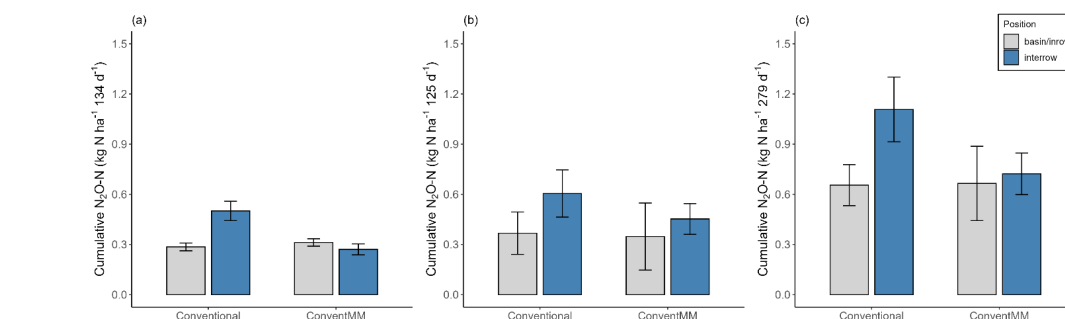 (a)
(b)
(c)
Position
basin/inrow
interrow
Cumulative N₂O-N (kg N ha⁻¹ 134 d⁻¹)
1.5
1.2
0.9
0.6
0.3
0.0
Conventional
ConventMM
Cumulative N₂O-N (kg N ha⁻¹ 125 d⁻¹)
1.5
1.2
0.9
0.6
0.3
0.0
Conventional
ConventMM
Cumulative N₂O-N (kg N ha⁻¹ 279 d⁻¹)
1.5
1.2
0.9
0.6
0.3
0.0
Conventional
ConventMM